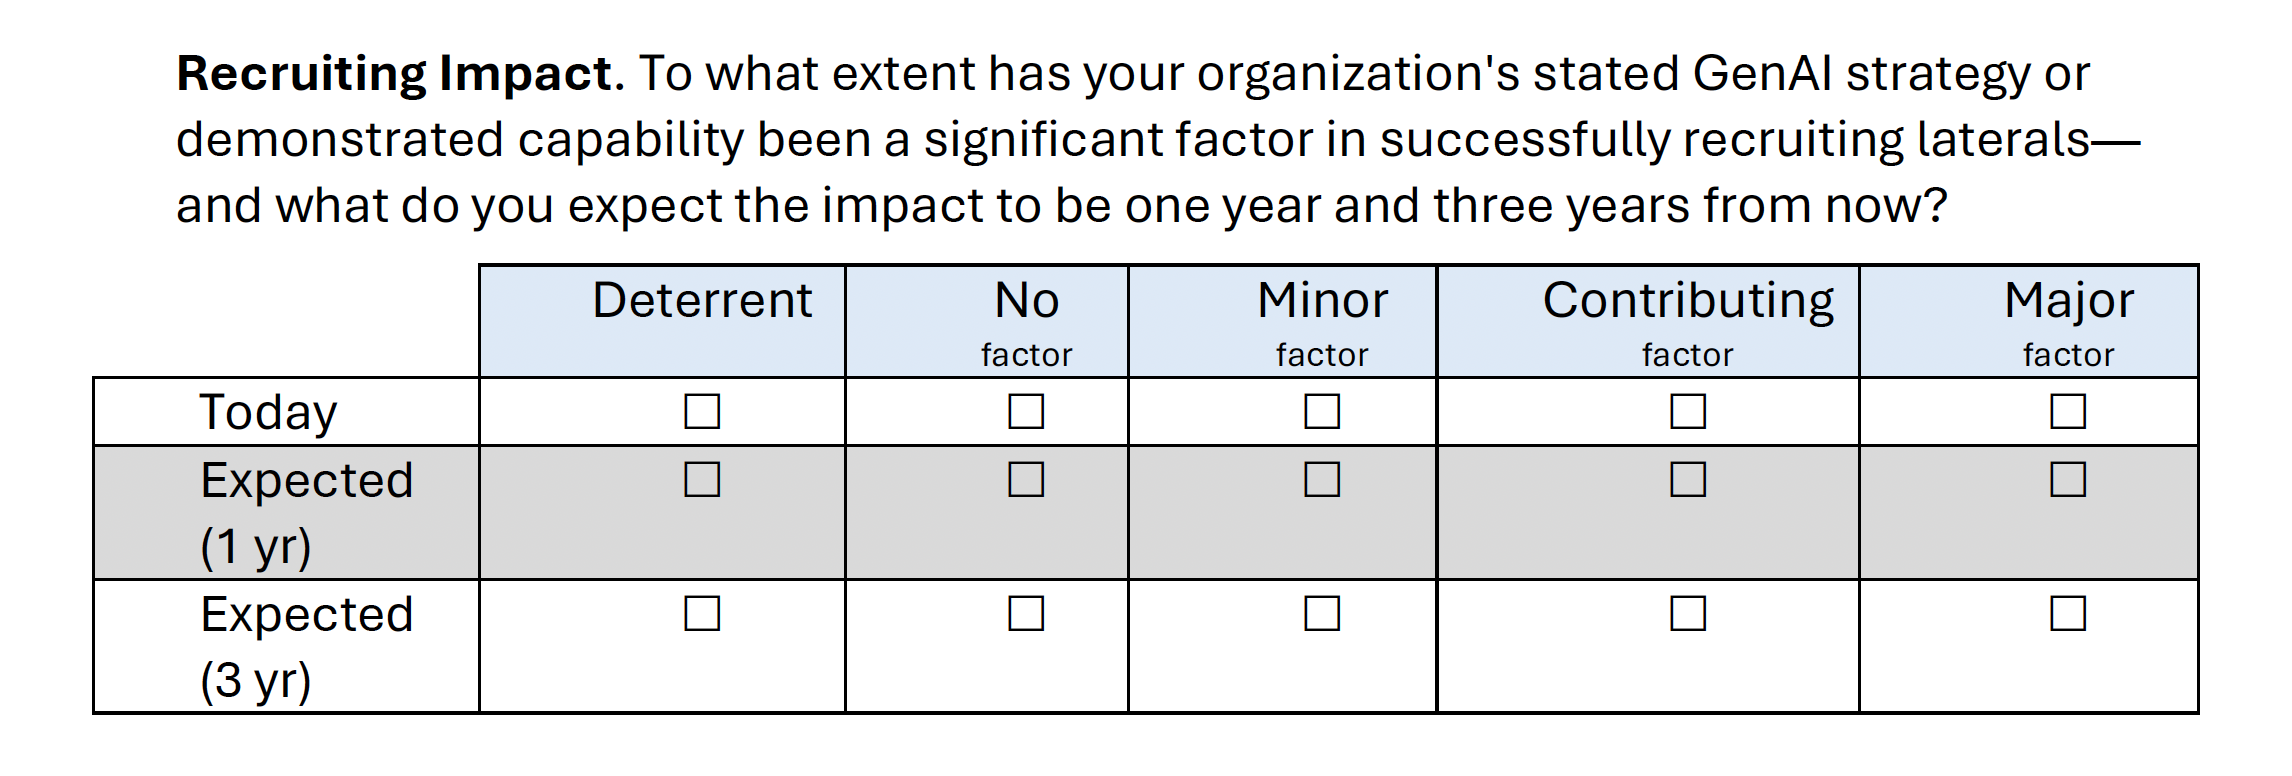 Recruiting Impact. To what extent has your organization's stated GenAI strategy or
demonstrated capability been a significant factor in successfully recruiting laterals—
and what do you expect the impact to be one year and three years from now?
Deterrent No Minor Contributing Major
factor factor factor factor
Today ☐ ☐ ☐ ☐ ☐
Expected ☐ ☐ ☐ ☐ ☐
(1 yr)
Expected ☐ ☐ ☐ ☐ ☐
(3 yr)